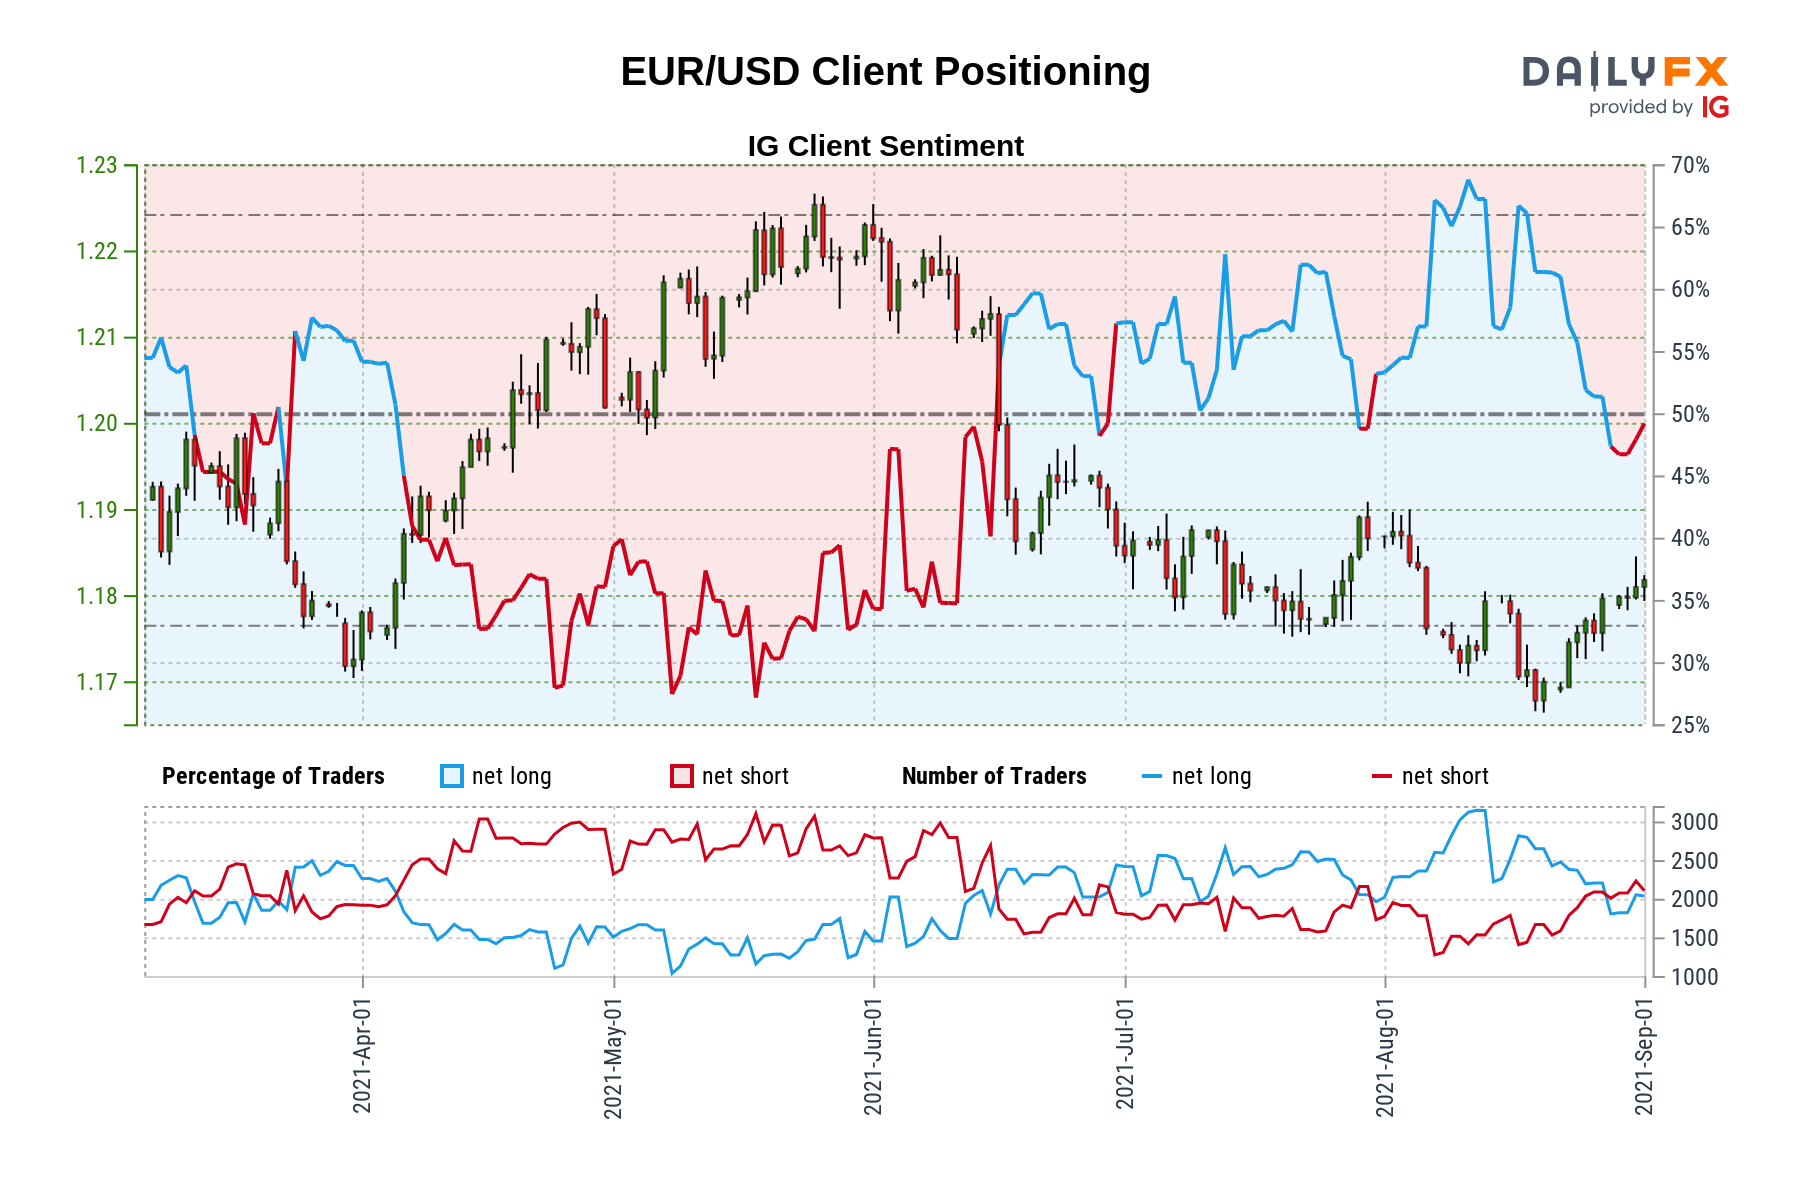 EUR/USD Client Positioning
DAILYFX
provided by IG
IG Client Sentiment
1.23
1.22
1.21
1.20
1.19
1.18
1.17
70%
65%
60%
55%
50%
45%
40%
35%
30%
25%
Percentage of Traders net long net short Number of Traders net long net short
3000
2500
2000
1500
1000
2021-Apr-01
2021-May-01
2021-Jun-01
2021-Jul-01
2021-Aug-01
2021-Sep-01